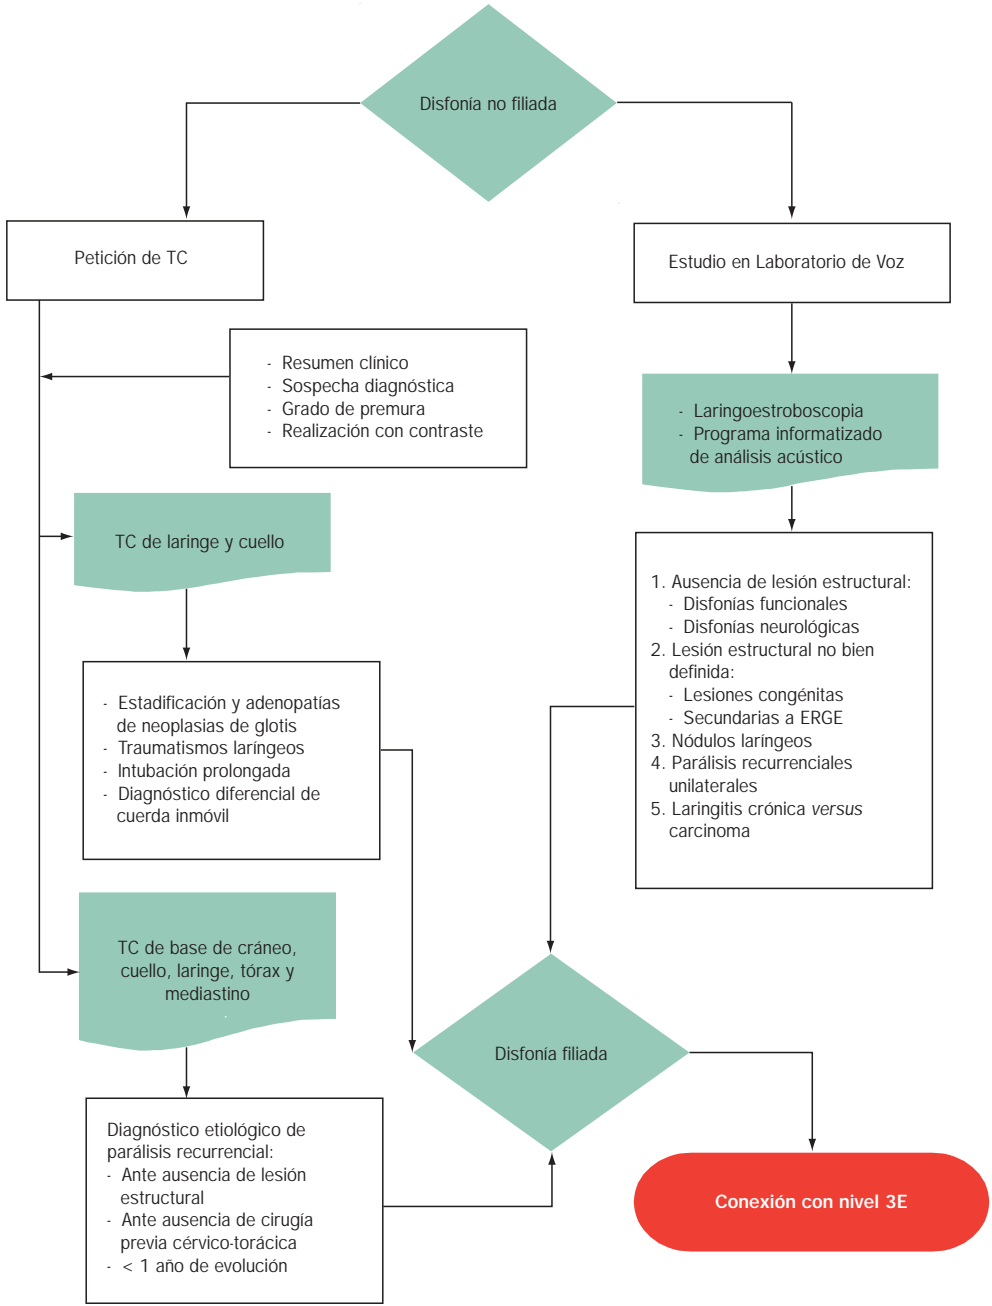 Disfonía no filiada
Petición de TC
Estudio en Laboratorio de Voz
- Resumen clínico
- Sospecha diagnóstica
- Grado de premura
- Realización con contraste
- Laringoestroboscopia
- Programa informatizado
de análisis acústico
TC de laringe y cuello
1. Ausencia de lesión estructural:
- Disfonías funcionales
- Disfonías neurológicas
2. Lesión estructural no bien
definida:
- Lesiones congénitas
- Secundarias a ERGE
3. Nódulos laríngeos
4. Parálisis recurrenciales
unilaterales
5. Laringitis crónica versus
carcinoma
- Estadificación y adenopatías
de neoplasias de glotis
- Traumatismos laríngeos
- Intubación prolongada
- Diagnóstico diferencial de
cuerda inmóvil
TC de base de cráneo,
cuello, laringe, tórax y
mediastino
Disfonía filiada
Diagnóstico etiológico de
parálisis recurrencial:
- Ante ausencia de lesión
estructural
- Ante ausencia de cirugía
previa cérvico-torácica
- < 1 año de evolución
Conexión con nivel 3E